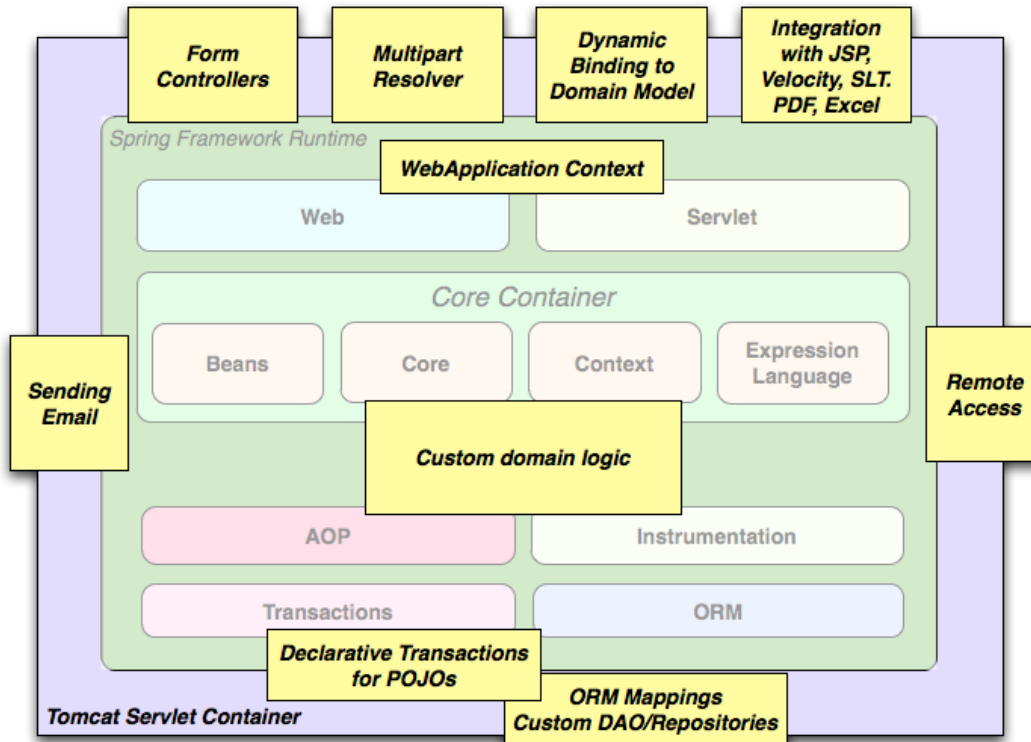 Form
Controllers
Multipart
Resolver
Dynamic
Binding to
Domain Model
Integration
with JSP,
Velocity, SLT.
PDF, Excel
Spring Framework Runtime
WebApplication Context
Web
Servlet
Core Container
Beans
Core
Context
Expression
Language
Sending
Email
Remote
Access
Custom domain logic
AOP
Instrumentation
Transactions
ORM
Declarative Transactions
for POJOs
ORM Mappings
Custom DAO/Repositories
Tomcat Servlet Container